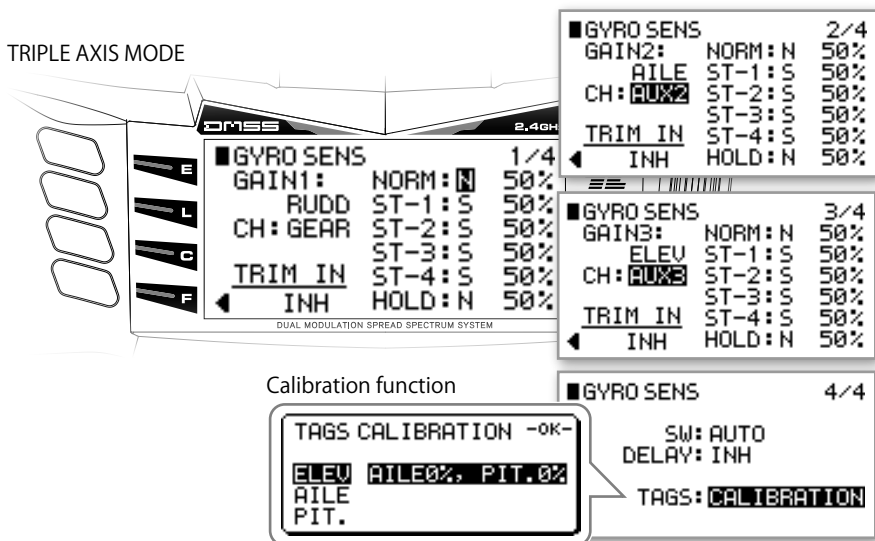 TRIPLE AXIS MODE
DMSS 2.4GH
E
L
C
F
■GYRO SENS 1/4
GAIN1: NORM:N 50%
RUDD ST-1:S 50%
CH:GEAR ST-2:S 50%
ST-3:S 50%
TRIM IN ST-4:S 50%
INH HOLD:N 50%
DUAL MODULATION SPREAD SPECTRUM SYSTEM
■GYRO SENS 2/4
GAIN2: NORM:N 50%
AILE ST-1:S 50%
CH:AUX2 ST-2:S 50%
ST-3:S 50%
TRIM IN ST-4:S 50%
INH HOLD:N 50%
■GYRO SENS 3/4
GAIN3: NORM:N 50%
ELEV ST-1:S 50%
CH:AUX3 ST-2:S 50%
ST-3:S 50%
TRIM IN ST-4:S 50%
INH HOLD:N 50%
■GYRO SENS 4/4
SW:AUTO
DELAY:INH
TAGS:CALIBRATION
Calibration function
TAGS CALIBRATION -OK-
ELEV AILE0%, PIT.0%
AILE
PIT.